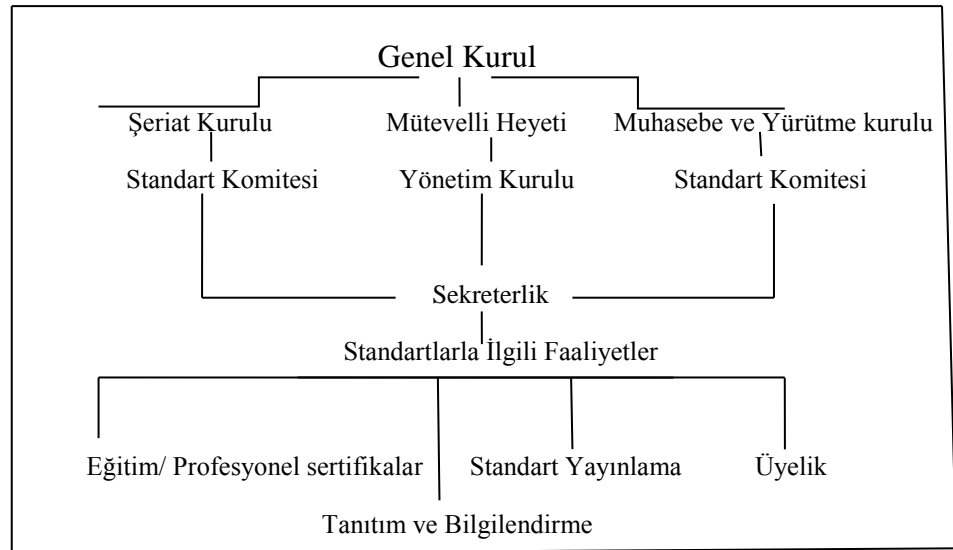 Genel Kurul
Şeriat Kurulu Mütevelli Heyeti Muhasebe ve Yürütme kurulu
Standart Komitesi Yönetim Kurulu Standart Komitesi
Sekreterlik
Standartlarla İlgili Faaliyetler
Eğitim/ Profesyonel sertifikalar Standart Yayınlama Üyelik
Tanıtım ve Bilgilendirme